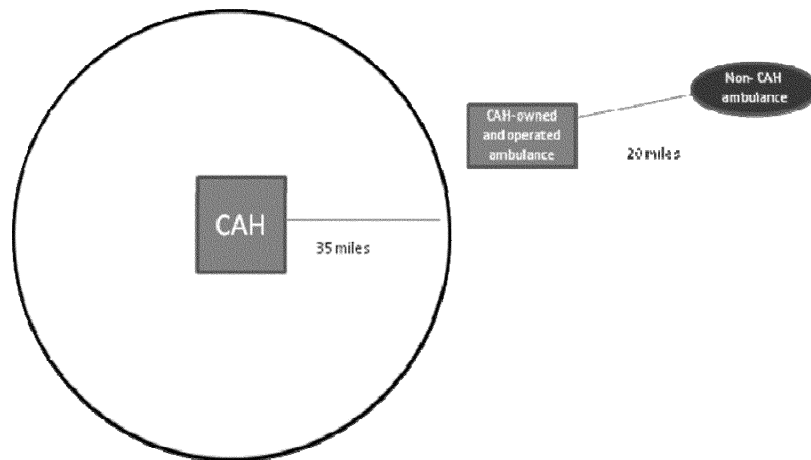 CAH
35 miles
CAH-owned
and operated
ambulance
20 miles
Non- CAH
ambulance